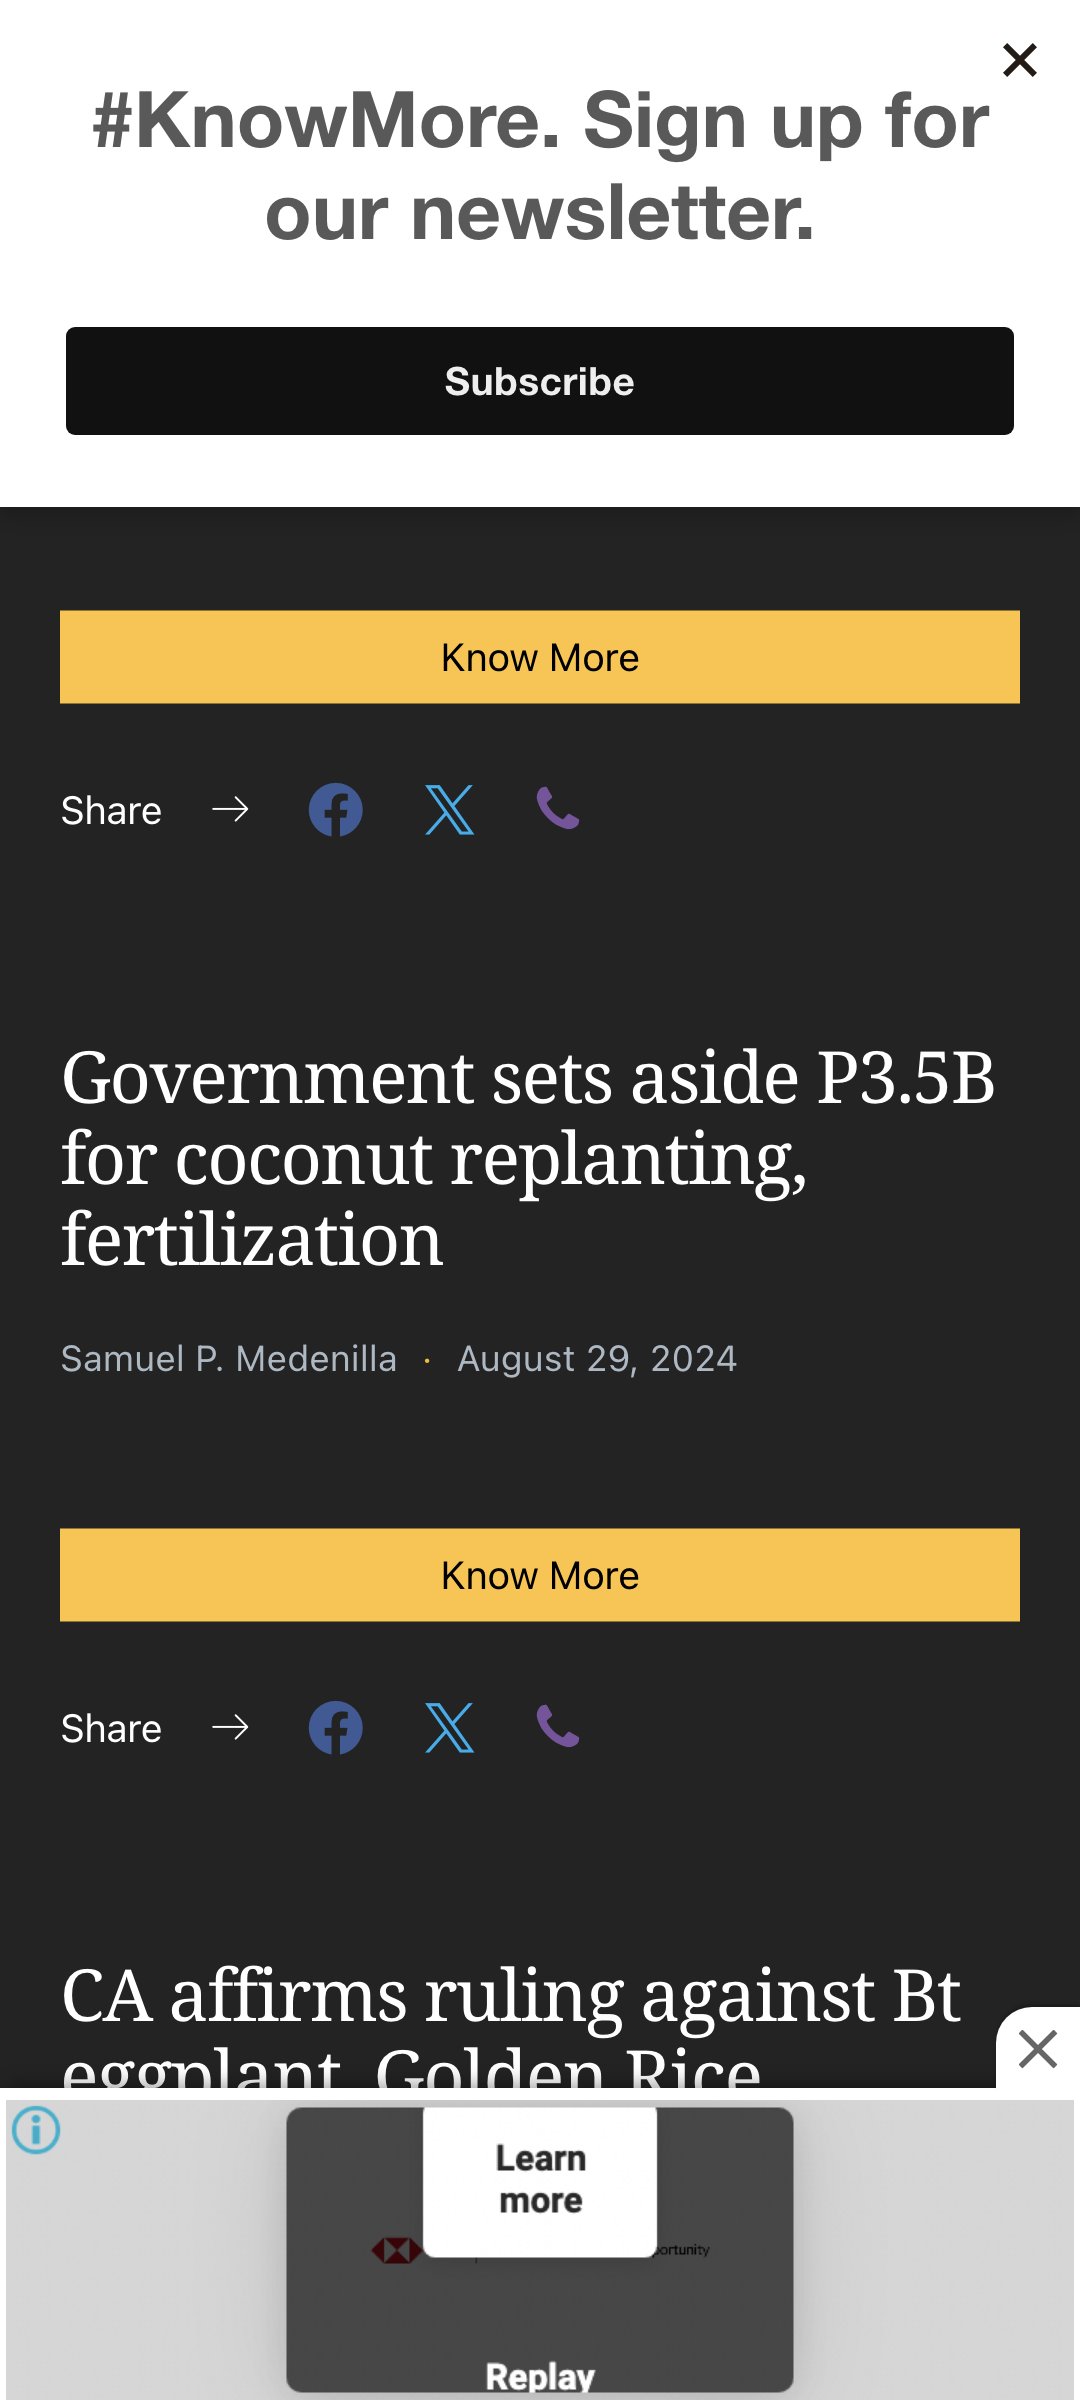 #KnowMore. Sign up for
our newsletter.
Subscribe
Know More
Share
Government sets aside P3.5B
for coconut replanting,
fertilization
Samuel P. Medenilla · August 29, 2024
Know More
Share
CA affirms ruling against Bt
eggplant, Golden Rice
Learn
more
Replay